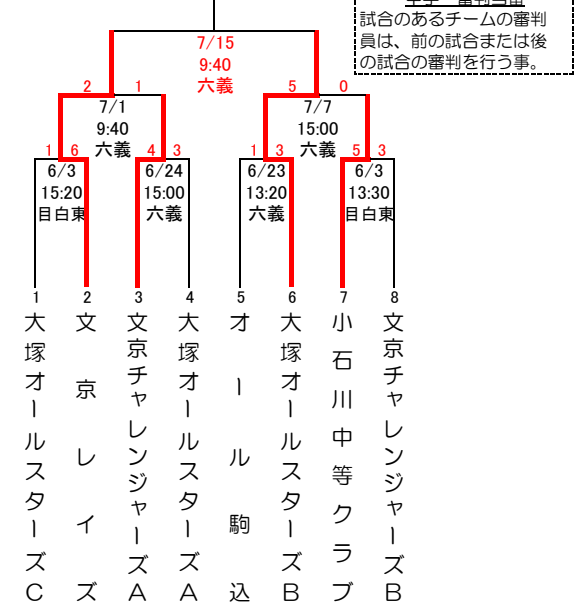 試合のあるチームの審判
員は、前の試合または後
の試合の審判を行う事。
7/15
9:40
六義
2 1
7/1
9:40
六義
5 0
7/7
15:00
六義
1 6
6/3
15:20
目白東
4 3
6/24
15:00
六義
1 3
6/23
13:20
六義
5 3
6/3
13:30
目白東
1 2 3 4 5 6 7 8
大塚オールスターズC
文京レイズ
文京チャレンジャーズA
大塚オールスターズA
オール駒込
大塚オールスターズB
小石川中等クラブ
文京チャレンジャーズB